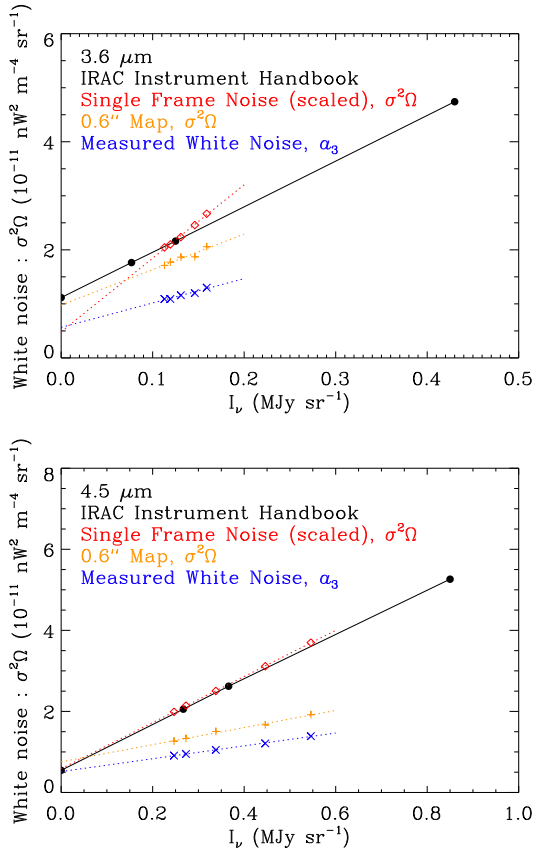 6
4
2
0
White noise : σ²Ω (10⁻¹¹ nW² m⁻⁴ sr⁻¹)
3.6 μm
IRAC Instrument Handbook
Single Frame Noise (scaled), σ²Ω
0.6" Map, σ²Ω
Measured White Noise, a₃
0.0 0.1 0.2 0.3 0.4 0.5
I_ν (MJy sr⁻¹)
8
6
4
2
0
White noise : σ²Ω (10⁻¹¹ nW² m⁻⁴ sr⁻¹)
4.5 μm
IRAC Instrument Handbook
Single Frame Noise (scaled), σ²Ω
0.6" Map, σ²Ω
Measured White Noise, a₃
0.0 0.2 0.4 0.6 0.8 1.0
I_ν (MJy sr⁻¹)